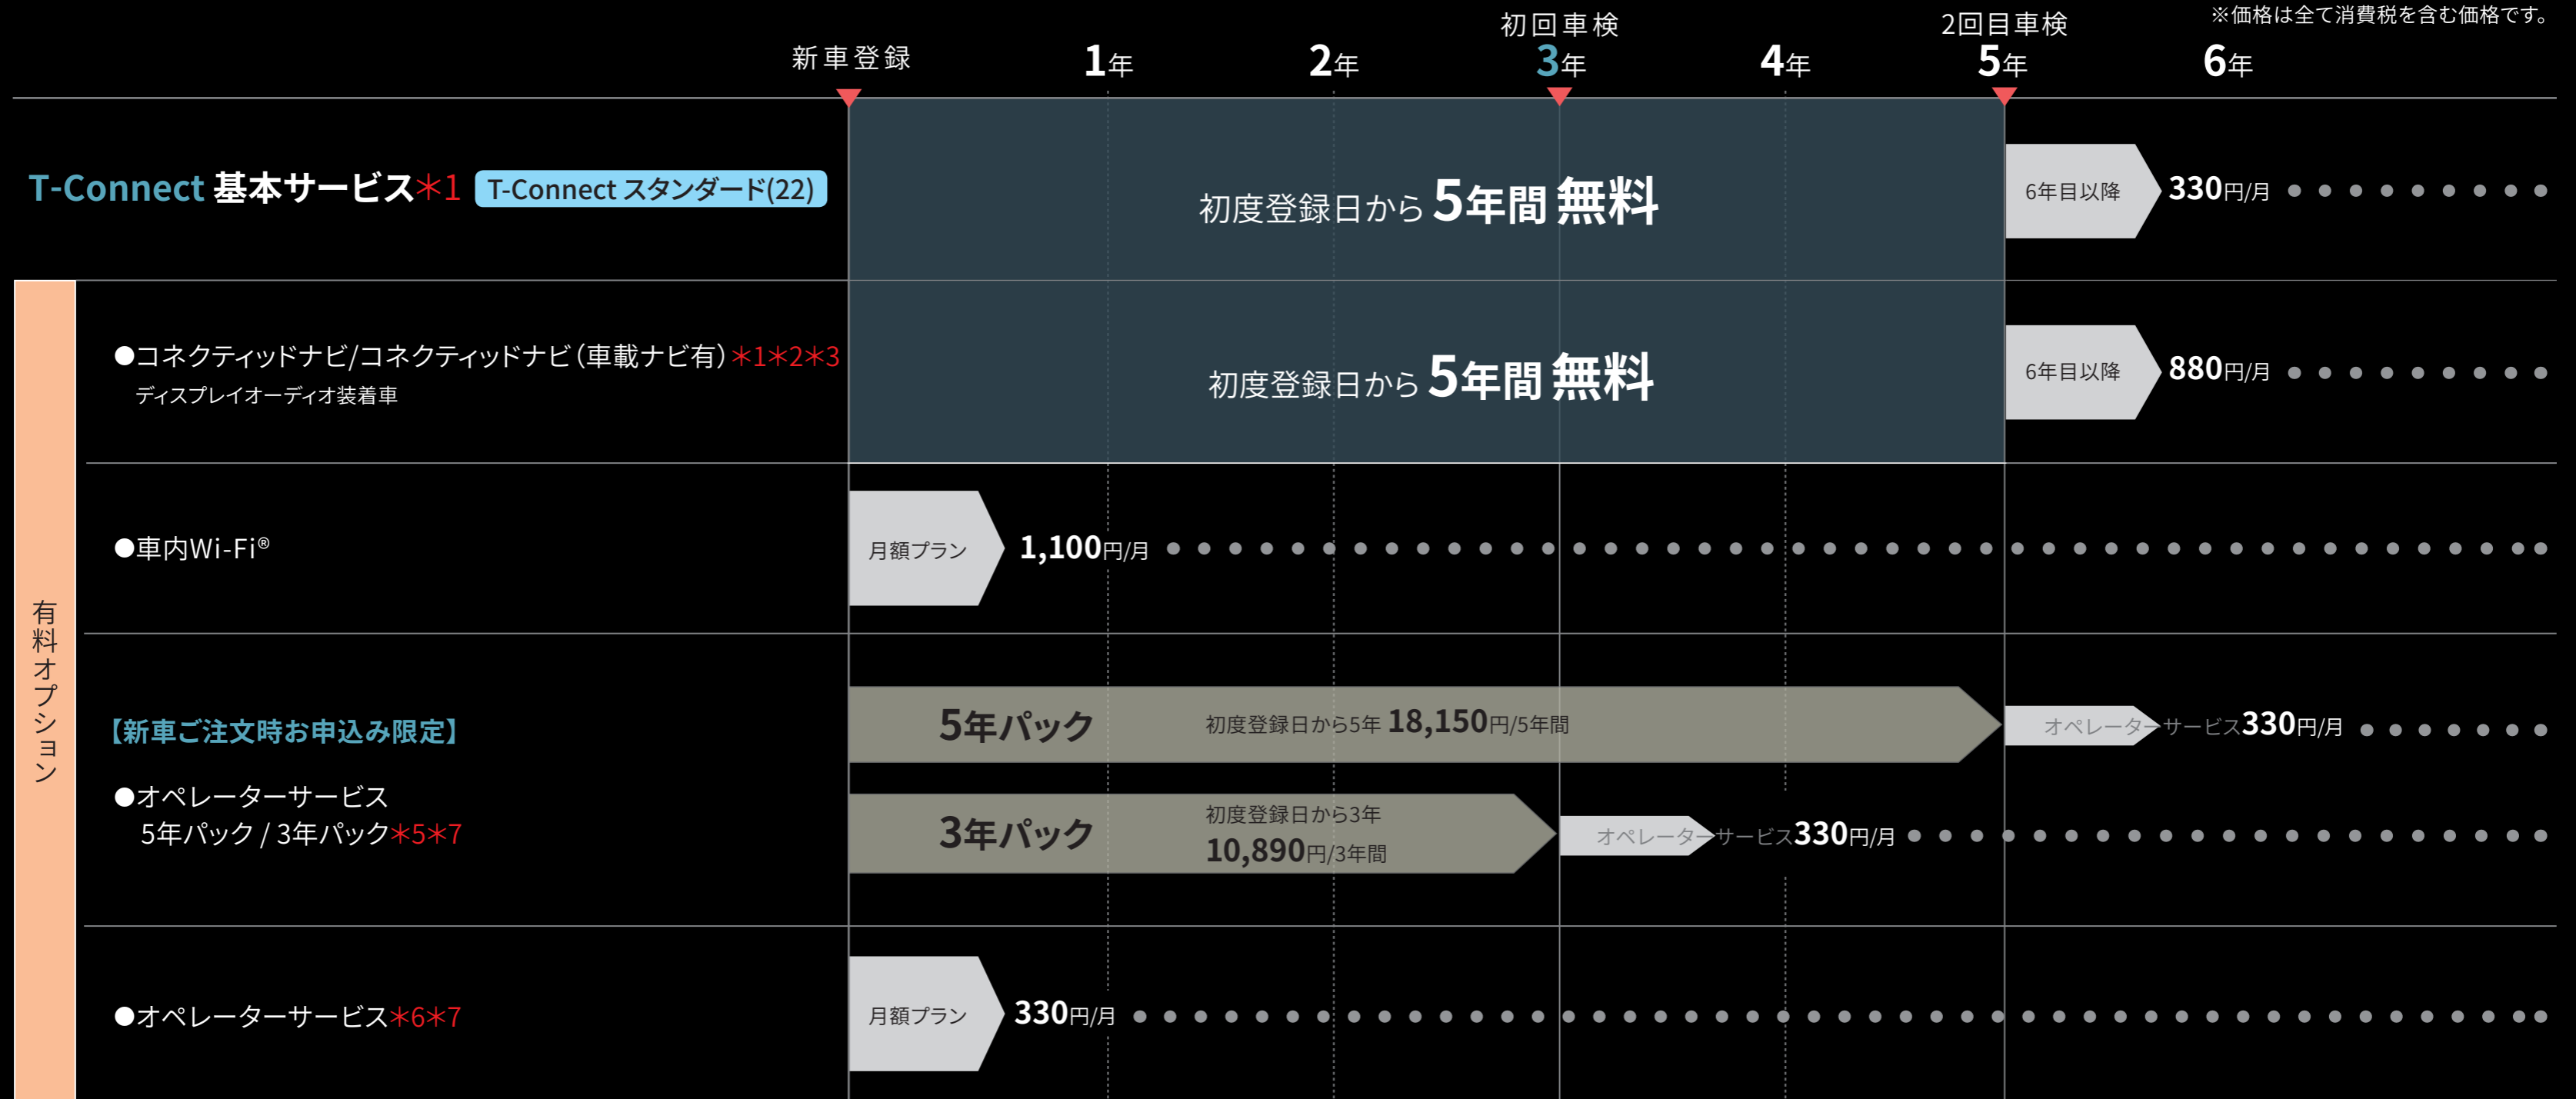 ※価格は全て消費税を含む価格です。
初回車検
2回目車検
新車登録
1年
2年
3年
4年
5年
6年
T-Connect 基本サービス＊1
T-Connect スタンダード(22)
初度登録日から 5年間 無料
6年目以降
330円/月
有料オプション
●コネクティッドナビ/コネクティッドナビ（車載ナビ有）＊1＊2＊3
ディスプレイオーディオ装着車
初度登録日から 5年間 無料
6年目以降
880円/月
●車内Wi-Fi®
月額プラン
1,100円/月
【新車ご注文時お申込み限定】
●オペレーターサービス
5年パック / 3年パック＊5＊7
5年パック
初度登録日から5年 18,150円/5年間
オペレーターサービス330円/月
3年パック
初度登録日から3年
10,890円/3年間
オペレーターサービス330円/月
●オペレーターサービス＊6＊7
月額プラン
330円/月